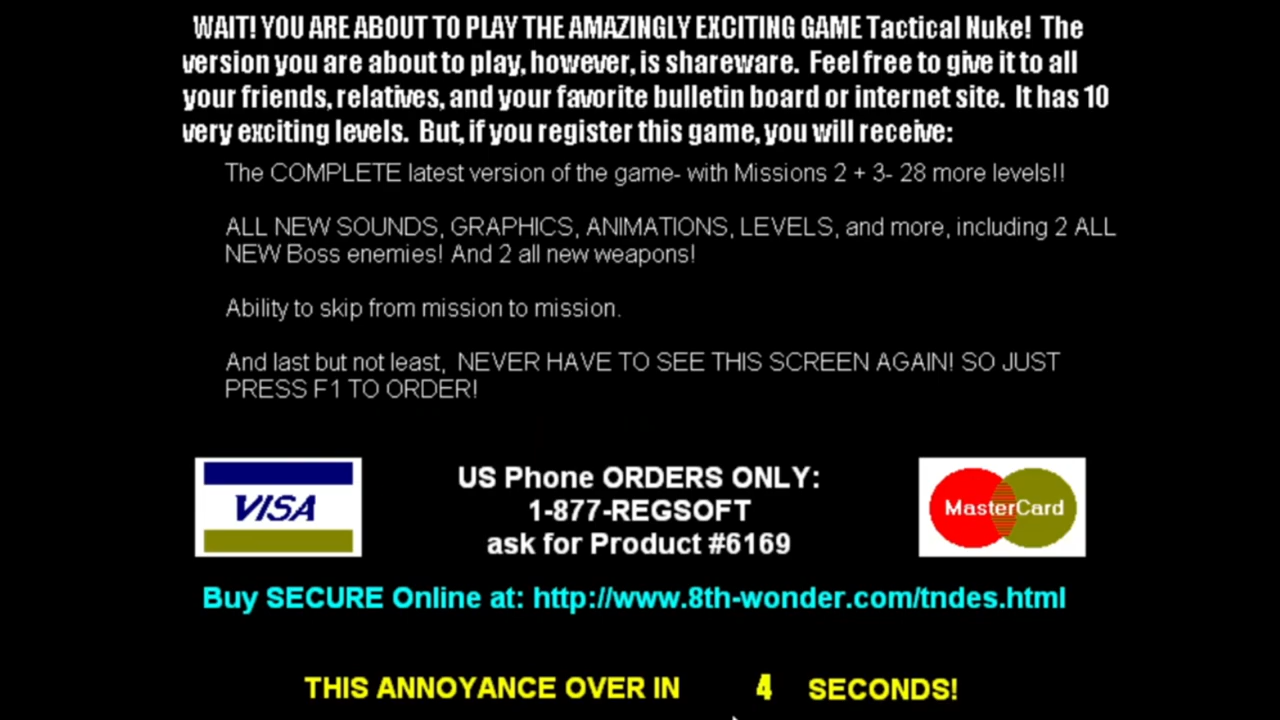 WAIT! YOU ARE ABOUT TO PLAY THE AMAZINGLY EXCITING GAME Tactical Nuke! The
version you are about to play, however, is shareware. Feel free to give it to all
your friends, relatives, and your favorite bulletin board or internet site. It has 10
very exciting levels. But, if you register this game, you will receive:
The COMPLETE latest version of the game- with Missions 2 + 3- 28 more levels!!
ALL NEW SOUNDS, GRAPHICS, ANIMATIONS, LEVELS, and more, including 2 ALL
NEW Boss enemies! And 2 all new weapons!
Ability to skip from mission to mission.
And last but not least, NEVER HAVE TO SEE THIS SCREEN AGAIN! SO JUST
PRESS F1 TO ORDER!
VISA
US Phone ORDERS ONLY:
1-877-REGSOFT
ask for Product #6169
MasterCard
Buy SECURE Online at: http://www.8th-wonder.com/tndes.html
THIS ANNOYANCE OVER IN 4 SECONDS!